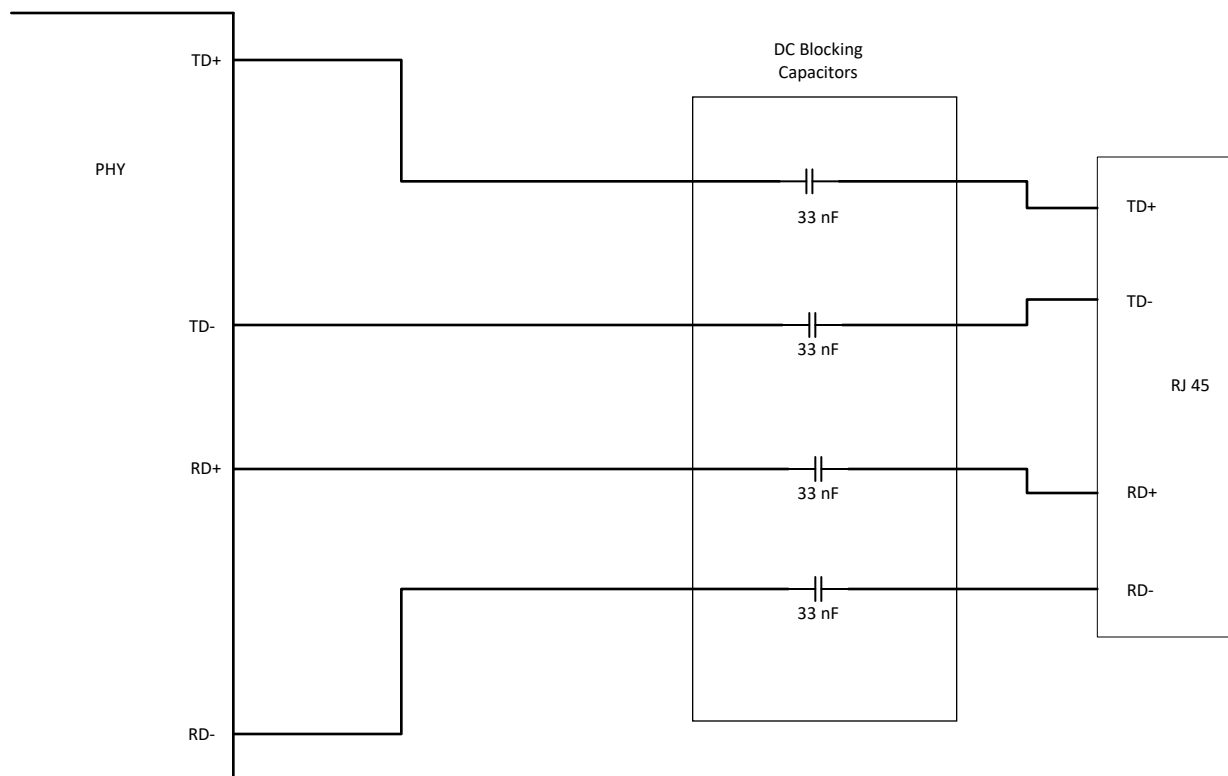 DC Blocking
Capacitors
TD+
PHY
33 nF
TD+
TD-
TD-
33 nF
RJ 45
RD+
33 nF
RD+
33 nF
RD-
RD-